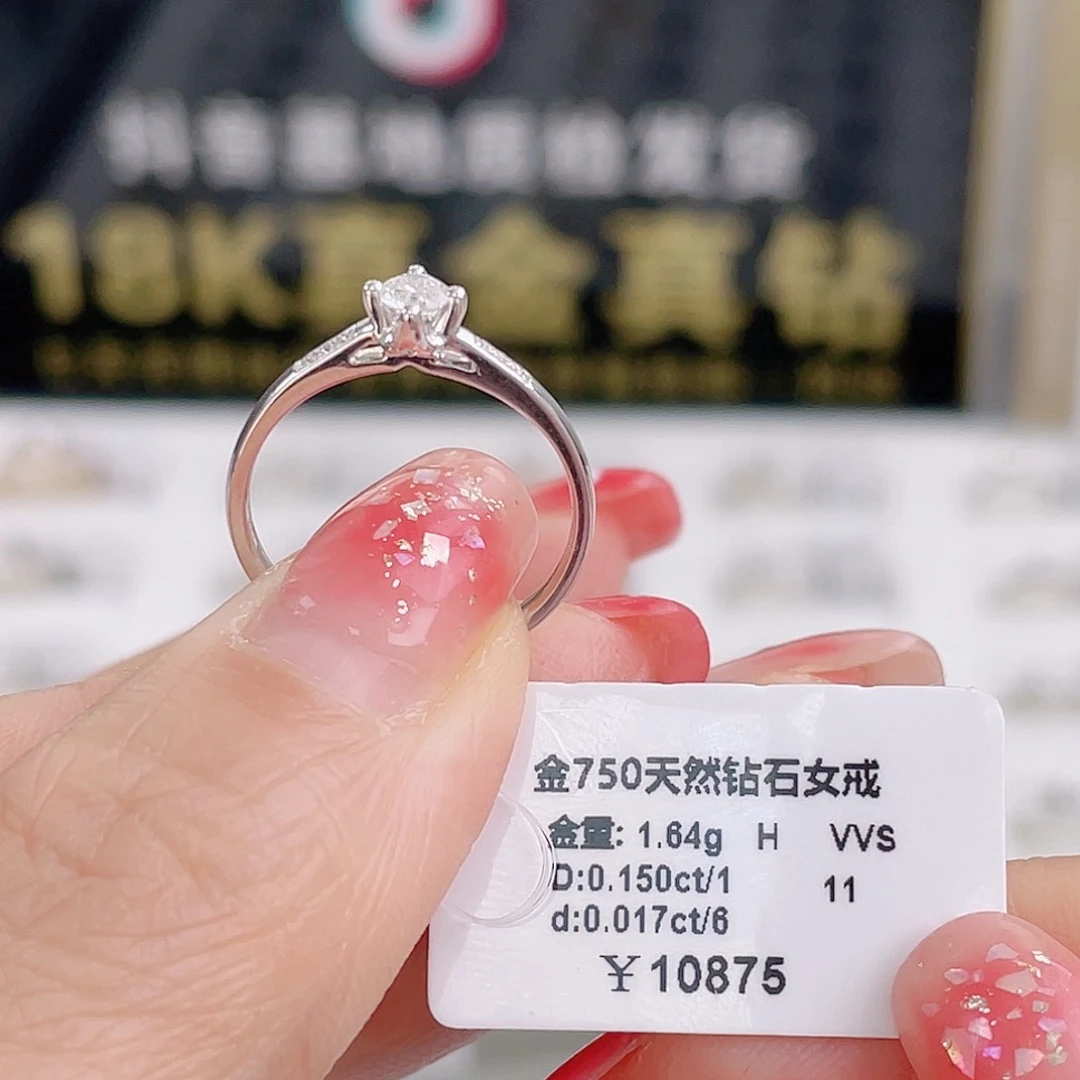 18K真金真钻
金750天然钻石女戒
金重: 1.64g H VVS
D:0.150ct/1 11
d:0.017ct/6
￥10875